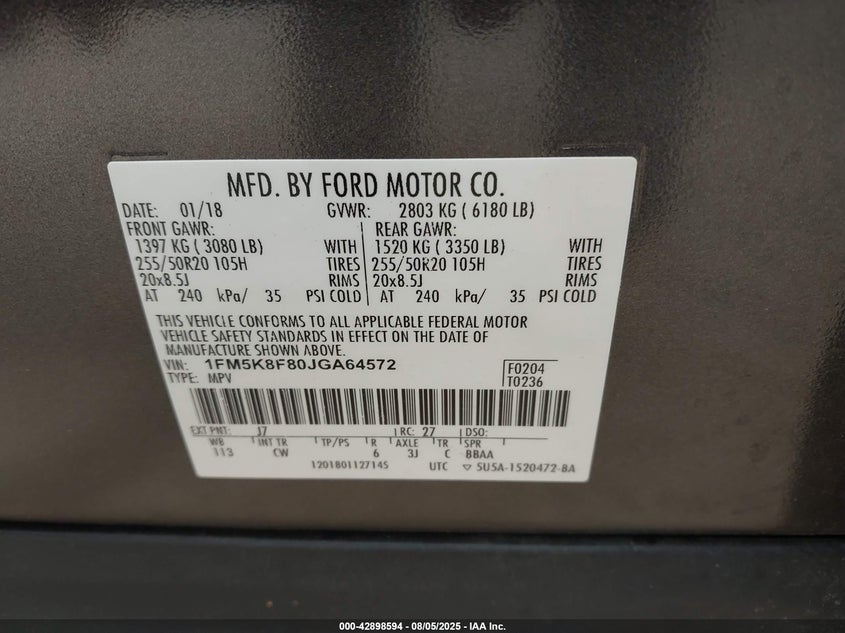 MFD. BY FORD MOTOR CO.
DATE: 01/18 GVWR: 2803 KG ( 6180 LB)
FRONT GAWR: REAR GAWR:
1397 KG ( 3080 LB) WITH 1520 KG ( 3350 LB) WITH
255/50R20 105H TIRES 255/50R20 105H TIRES
20x8.5J RIMS 20x8.5J RIMS
AT 240 kPa/ 35 PSI COLD AT 240 kPa/ 35 PSI COLD
THIS VEHICLE CONFORMS TO ALL APPLICABLE FEDERAL MOTOR
VEHICLE SAFETY STANDARDS IN EFFECT ON THE DATE OF
MANUFACTURE SHOWN ABOVE.
VIN: 1FM5K8F80JGA64572 F0204
TYPE: MPV T0236
EXT PNT: J7 RC: 27 DSO:
WB INT TR TP/PS R AXLE TR SPR
113 CW 6 3J C BBAA
12018011271​45 UTC ▽ 5U5A-1520472-BA
000-42898594 - 08/05/2025 - IAA Inc.